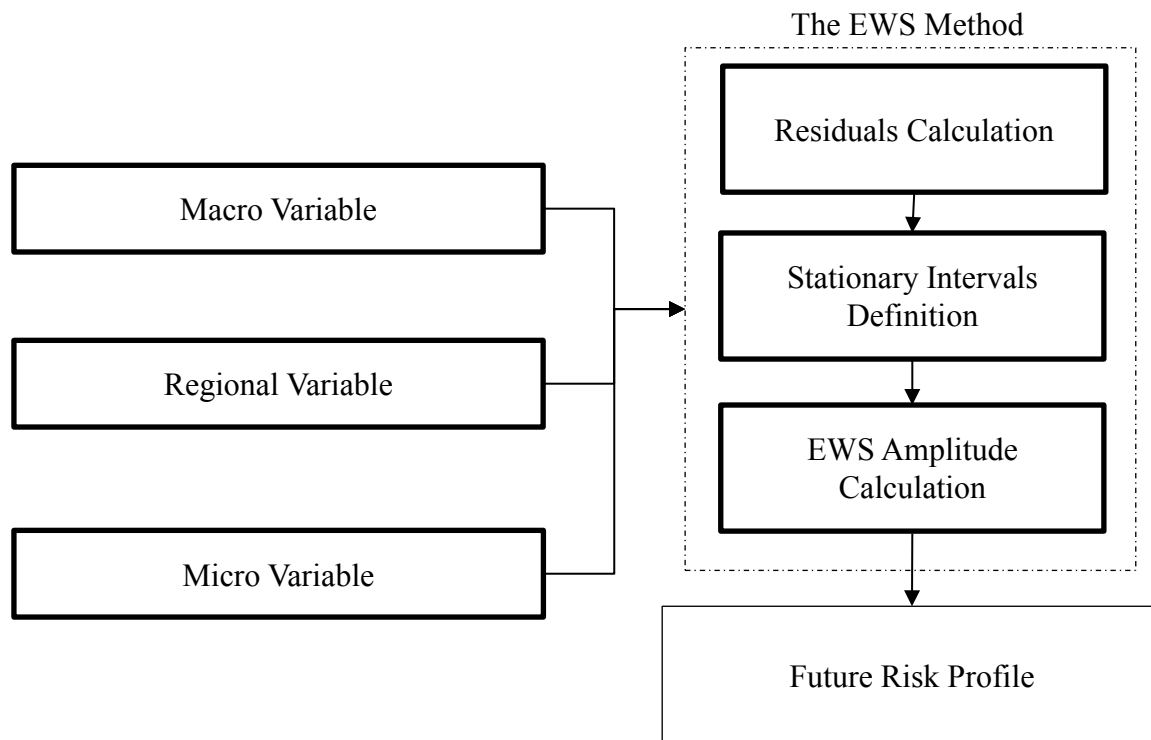 The EWS Method
Residuals Calculation
Macro Variable
Stationary Intervals
Definition
Regional Variable
EWS Amplitude
Calculation
Micro Variable
Future Risk Profile